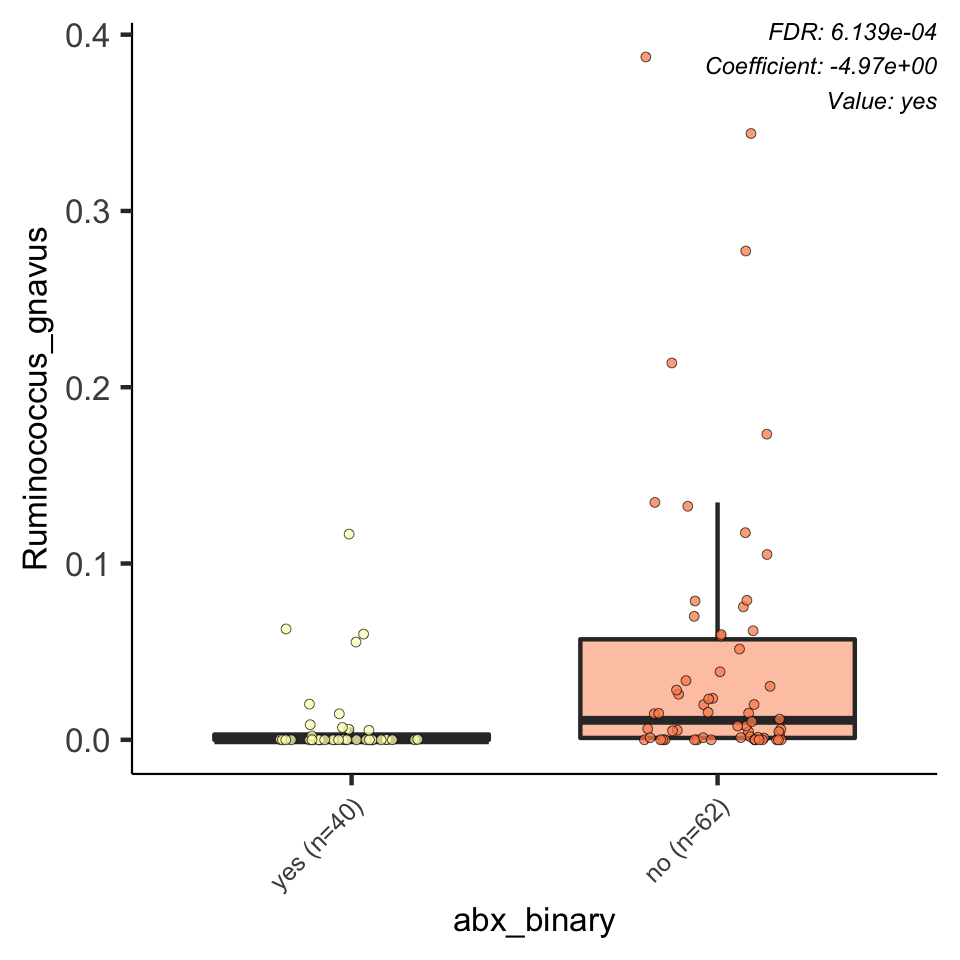 FDR: 6.139e-04
Coefficient: -4.97e+00
Value: yes
Ruminococcus_gnavus
0.4
0.3
0.2
0.1
0.0
yes (n=40)
no (n=62)
abx_binary